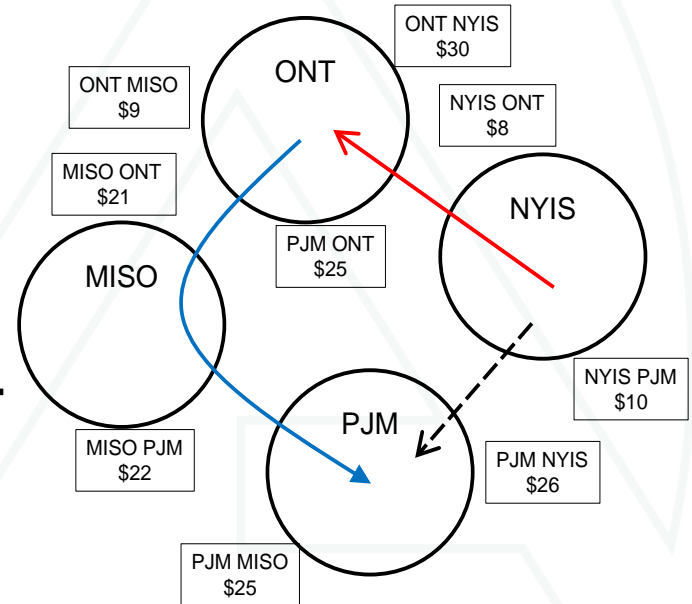 ONT NYIS
$30
ONT
ONT MISO
$9
NYIS ONT
$8
MISO ONT
$21
NYIS
PJM ONT
$25
MISO
NYIS PJM
$10
PJM
MISO PJM
$22
PJM NYIS
$26
PJM MISO
$25